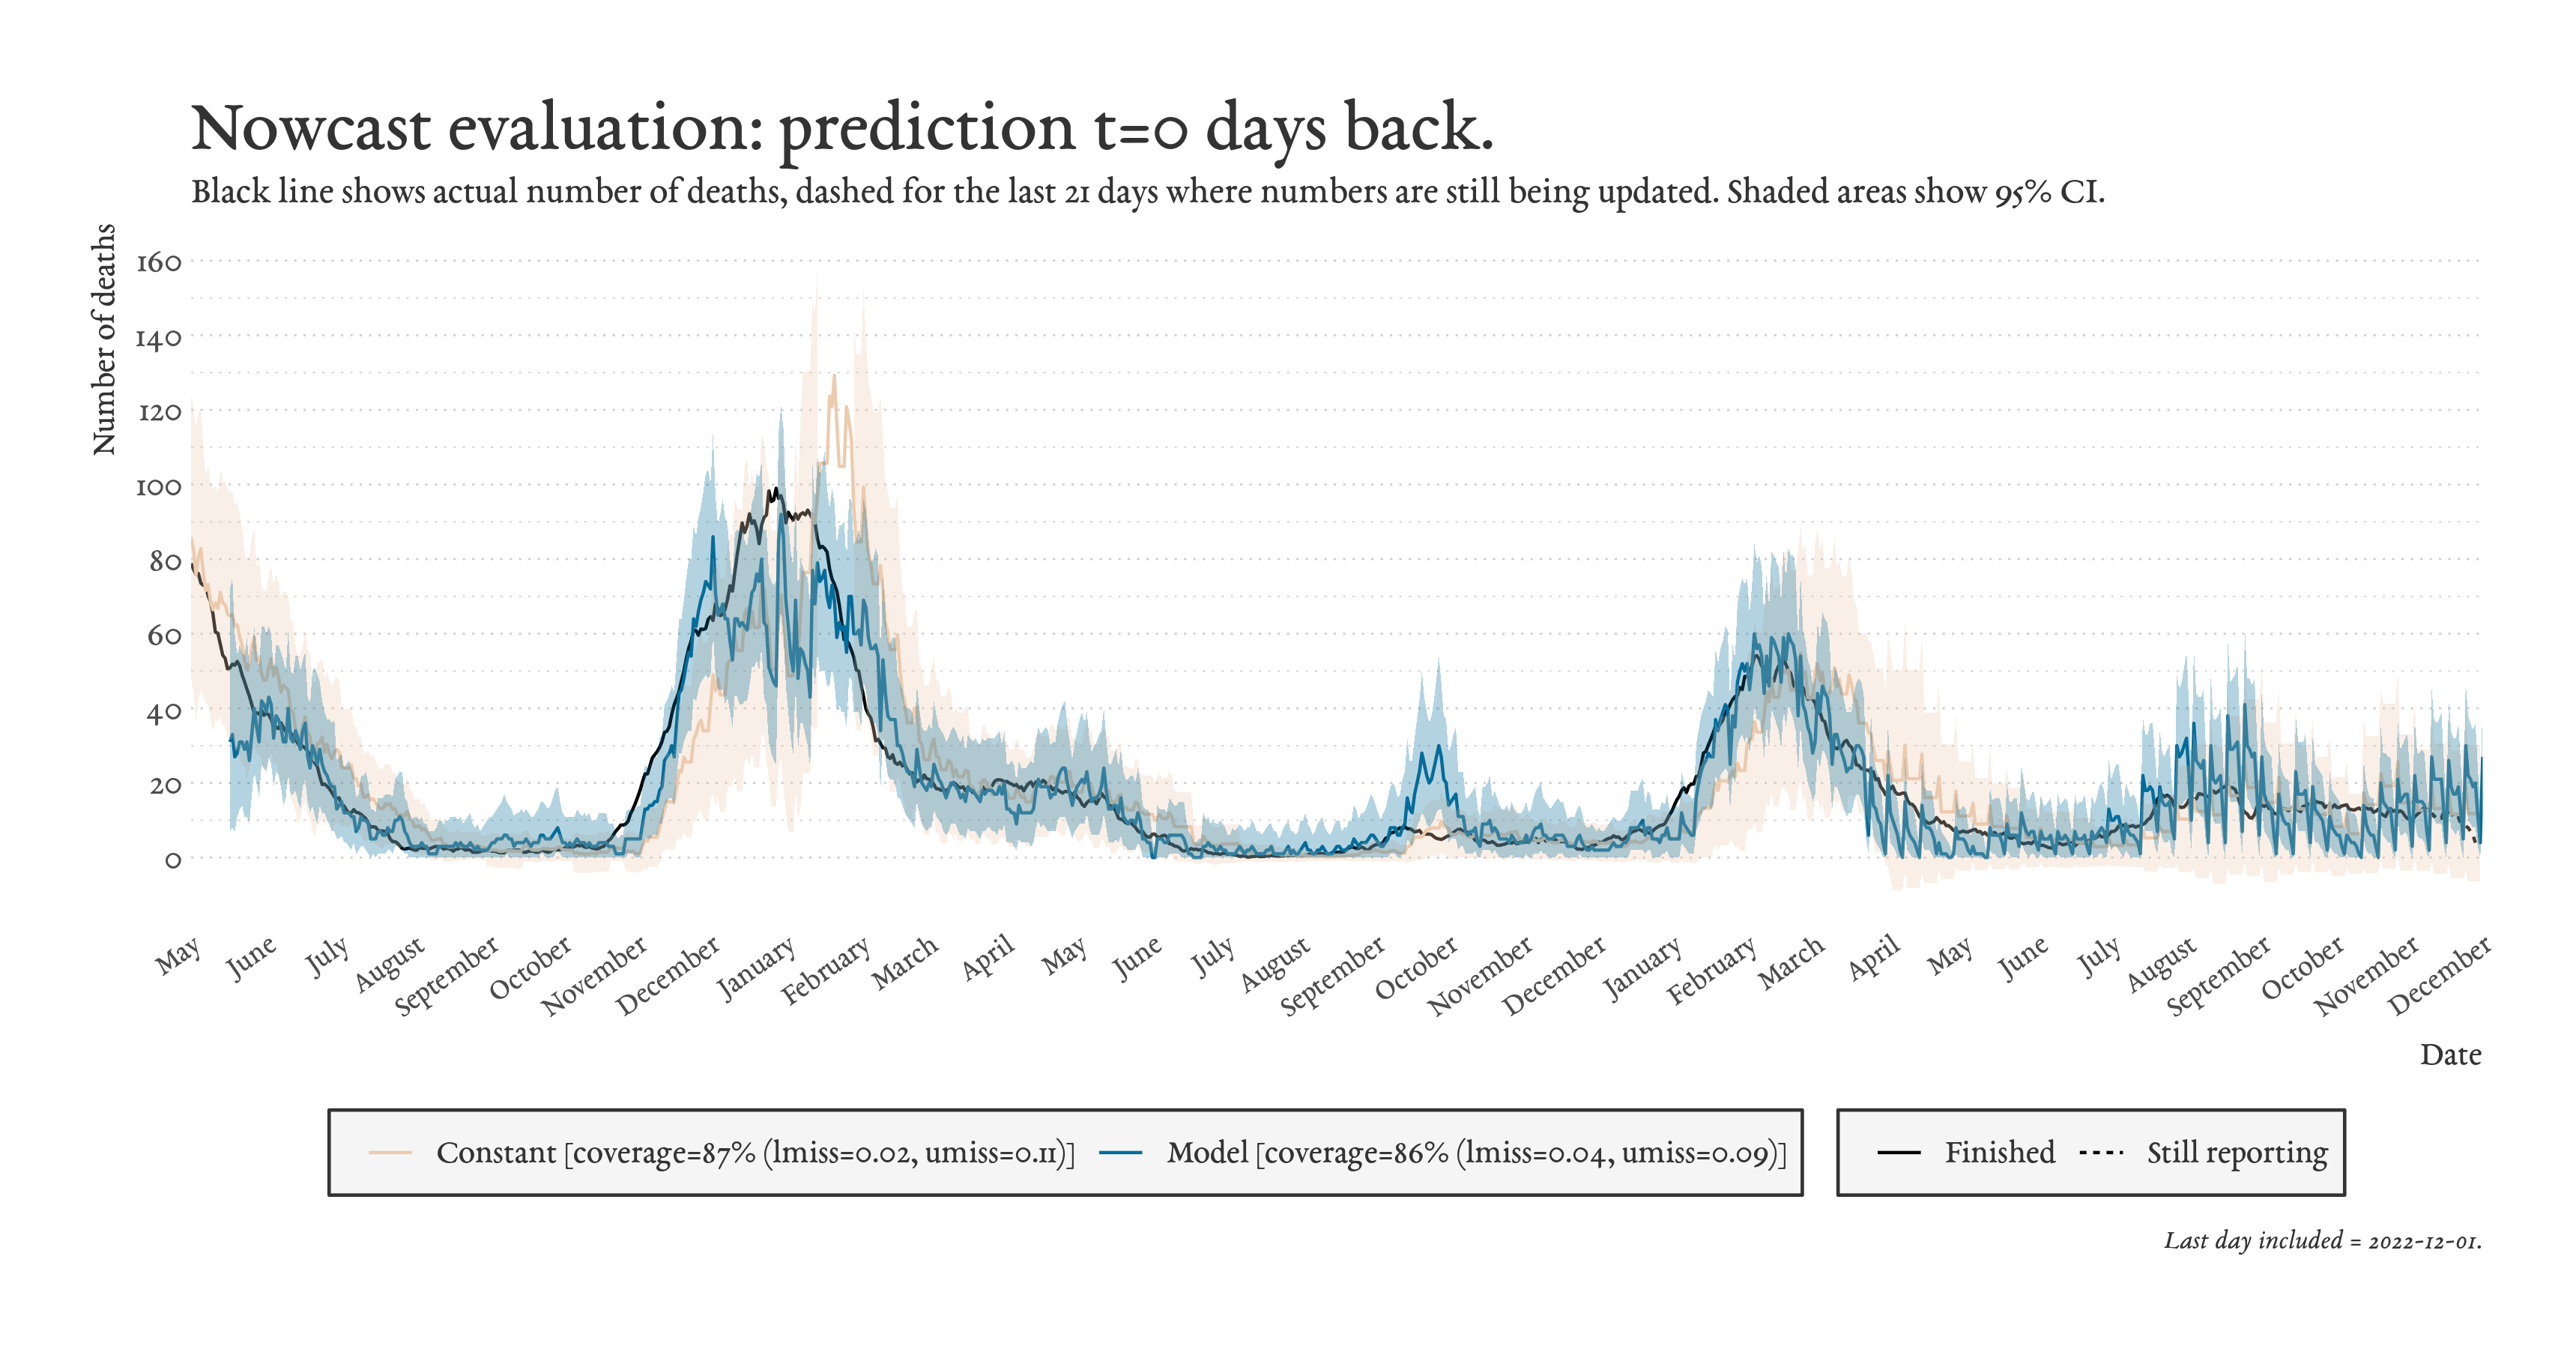 Nowcast evaluation: prediction t=0 days back.
Black line shows actual number of deaths, dashed for the last 21 days where numbers are still being updated. Shaded areas show 95% CI.
Number of deaths
160
140
120
100
80
60
40
20
0
May
June
July
August
September
October
November
December
January
February
March
April
May
June
July
August
September
October
November
December
January
February
March
April
May
June
July
August
September
October
November
December
Date
Constant [coverage=87% (lmiss=0.02, umiss=0.11)]
Model [coverage=86% (lmiss=0.04, umiss=0.09)]
Finished
Still reporting
Last day included = 2022-12-01.